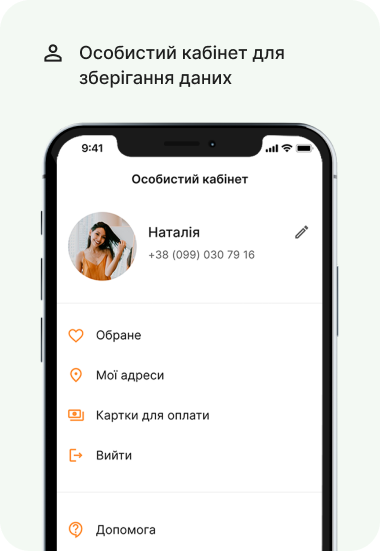 Особистий кабінет для
зберігання даних
9:41
Особистий кабінет
Наталія
+38 (099) 030 79 16
Обране
Мої адреси
Картки для оплати
Вийти
Допомога